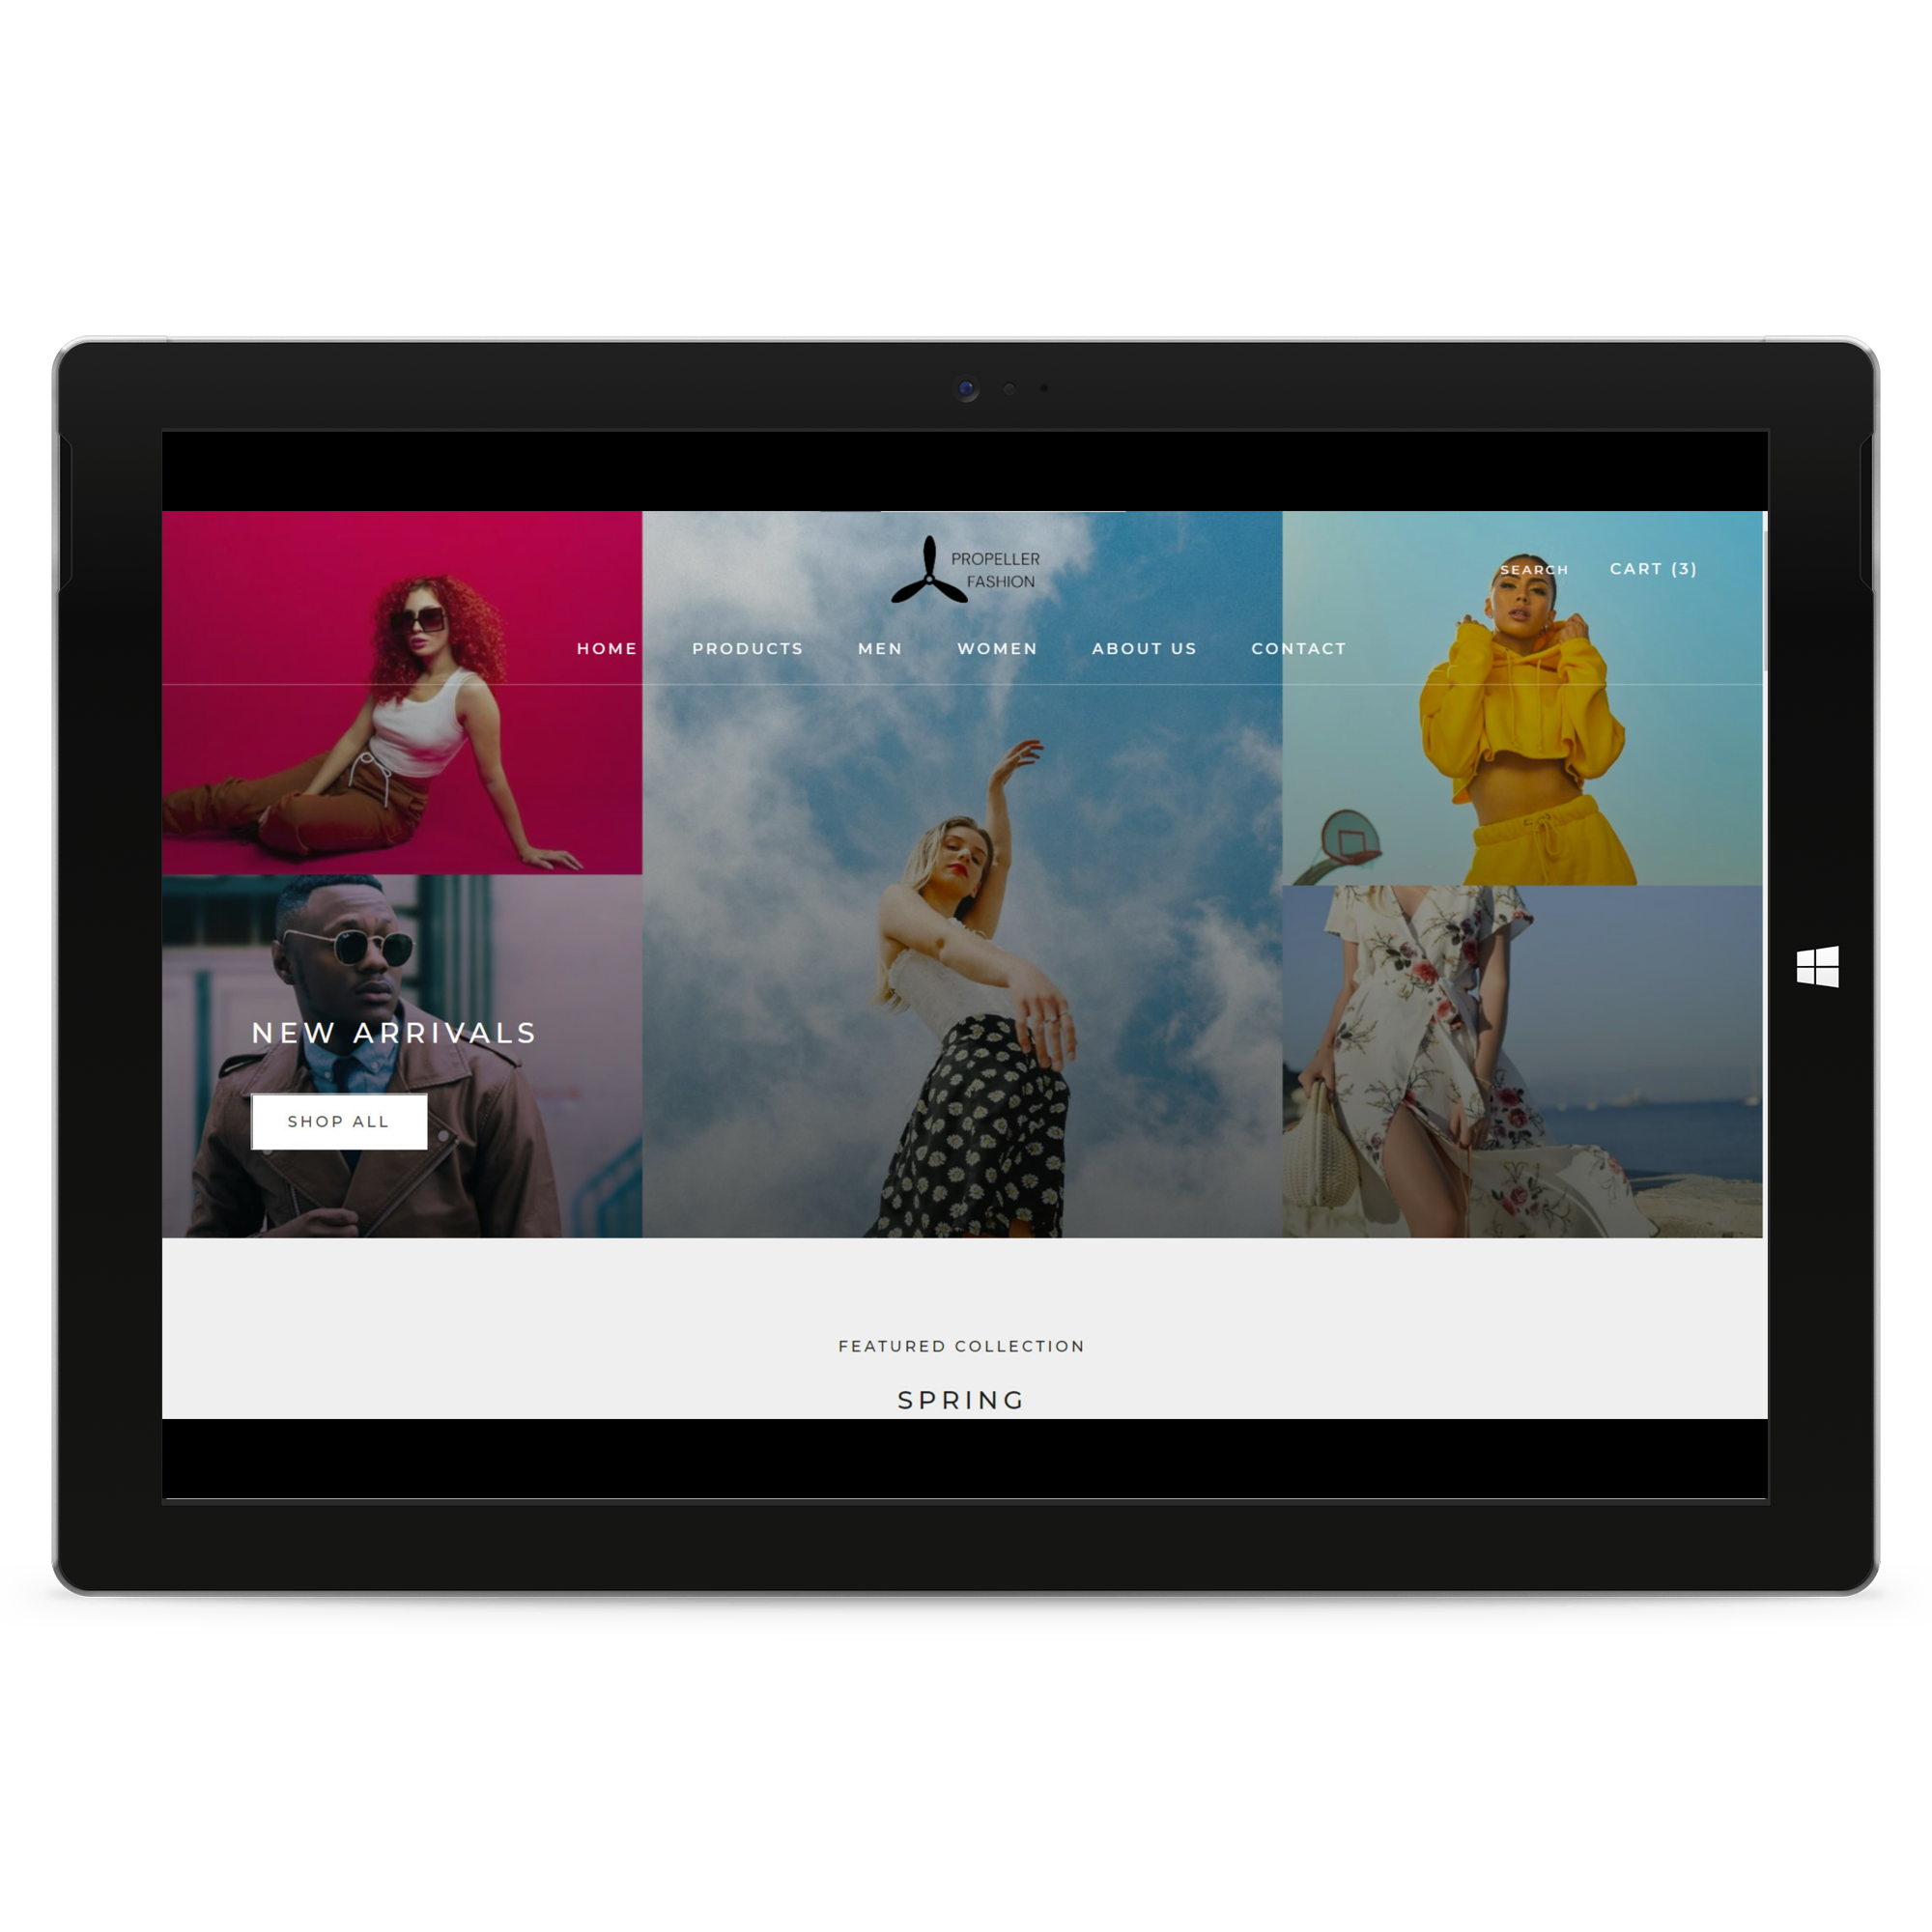 PROPELLER
FASHION
SEARCH
CART (3)
HOME PRODUCTS MEN WOMEN ABOUT US CONTACT
NEW ARRIVALS
SHOP ALL
FEATURED COLLECTION
SPRING